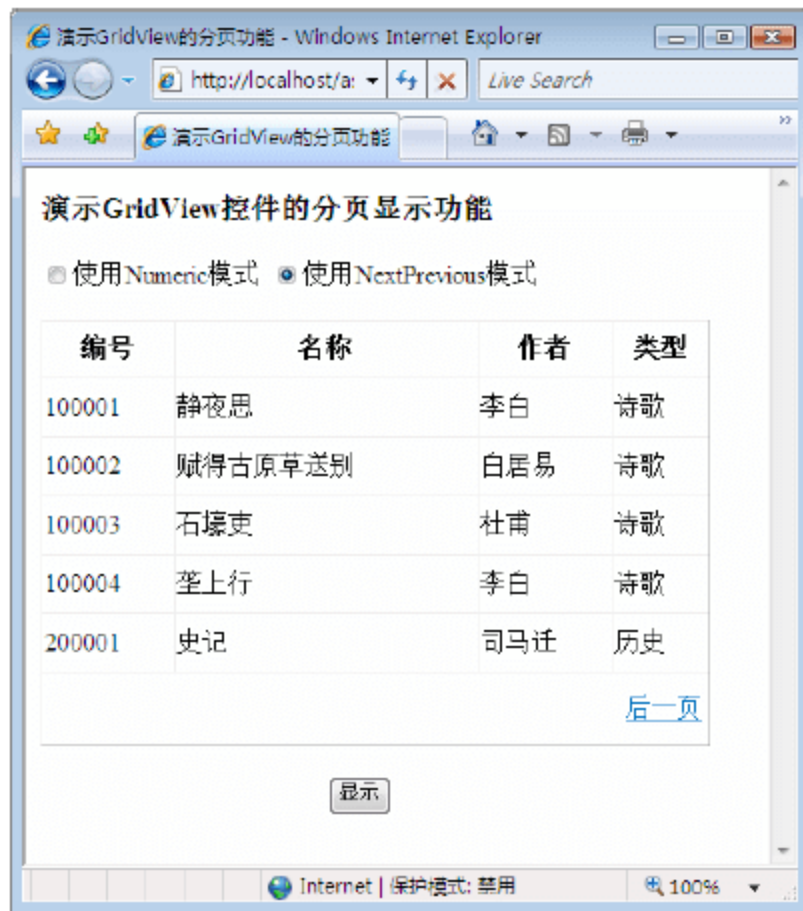 演示GridView的分页功能 - Windows Internet Explorer
http://localhost/a:
Live Search
演示GridView的分页功能
演示GridView控件的分页显示功能
使用Numeric模式 使用NextPrevious模式
编号 名称 作者 类型
100001 静夜思 李白 诗歌
100002 赋得古原草送别 白居易 诗歌
100003 石壕吏 杜甫 诗歌
100004 垄上行 李白 诗歌
200001 史记 司马迁 历史
后一页
显示
Internet | 保护模式: 禁用 100%